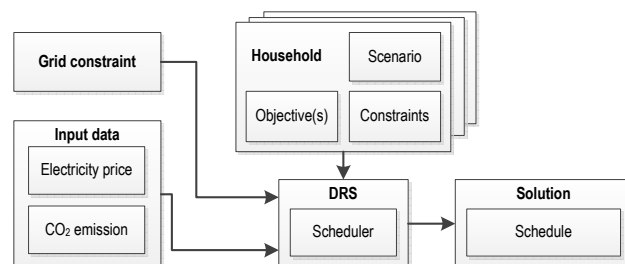 Grid constraint
Household
Scenario
Objective(s)
Constraints
Input data
Electricity price
CO₂ emission
DRS
Scheduler
Solution
Schedule